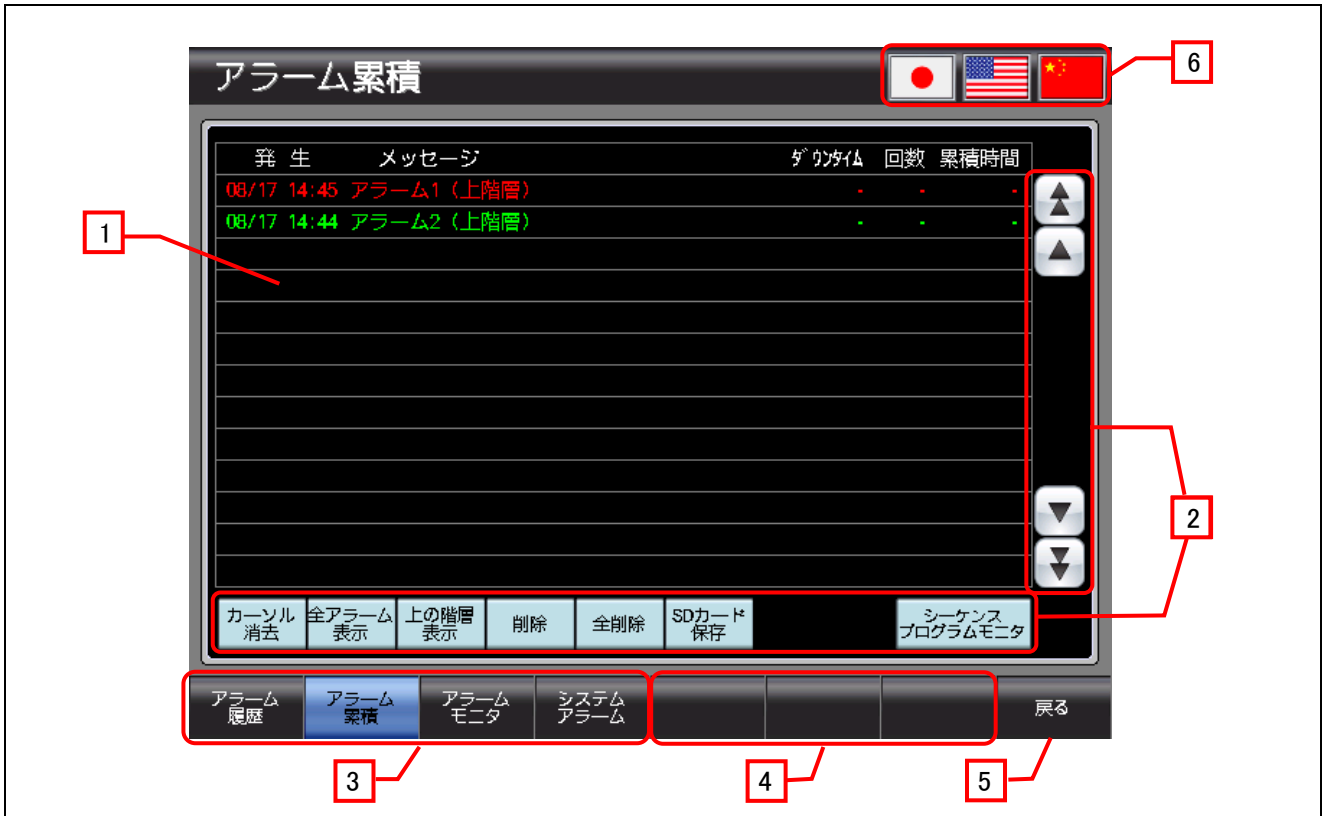 アラーム累積
6
発 生 メッセージ ﾀﾞｳﾝﾀｲﾑ 回数 累積時間
08/17 14:45 アラーム1（上階層） - - -
08/17 14:44 アラーム2（上階層） - - -
1
2
カーソル
消去
全アラーム
表示
上の階層
表示
削除
全削除
SDカード
保存
シーケンス
プログラムモニタ
アラーム
履歴
アラーム
累積
アラーム
モニタ
システム
アラーム
戻る
3
4
5